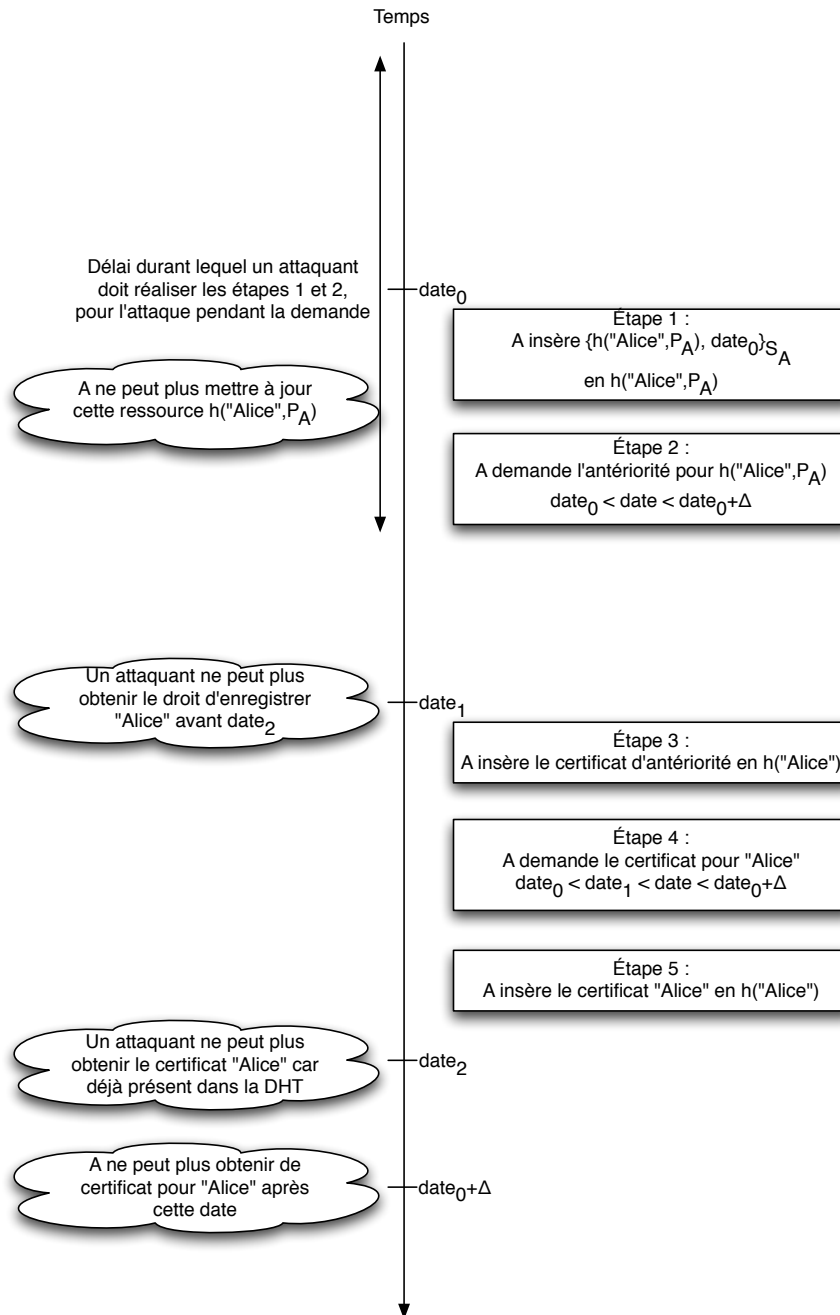 Temps
Délai durant lequel un attaquant
doit réaliser les étapes 1 et 2,
pour l'attaque pendant la demande
date0
Étape 1 :
A insère {h("Alice",PA), date0}SA
en h("Alice",PA)
A ne peut plus mettre à jour
cette ressource h("Alice",PA)
Étape 2 :
A demande l'antériorité pour h("Alice",PA)
date0 < date < date0+Δ
Un attaquant ne peut plus
obtenir le droit d'enregistrer
"Alice" avant date2
date1
Étape 3 :
A insère le certificat d'antériorité en h("Alice")
Étape 4 :
A demande le certificat pour "Alice"
date0 < date1 < date < date0+Δ
Étape 5 :
A insère le certificat "Alice" en h("Alice")
Un attaquant ne peut plus
obtenir le certificat "Alice" car
déjà présent dans la DHT
date2
A ne peut plus obtenir de
certificat pour "Alice" après
cette date
date0+Δ